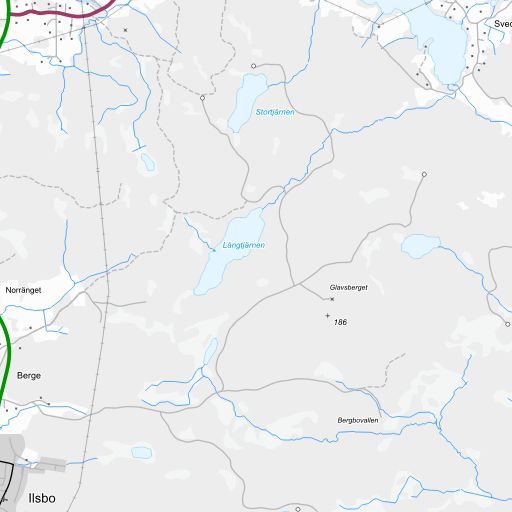 Sved
Stortjärnen
Långtjärnen
Norränget
Glavsberget
186
Berge
Bergbovallen
Ilsbo